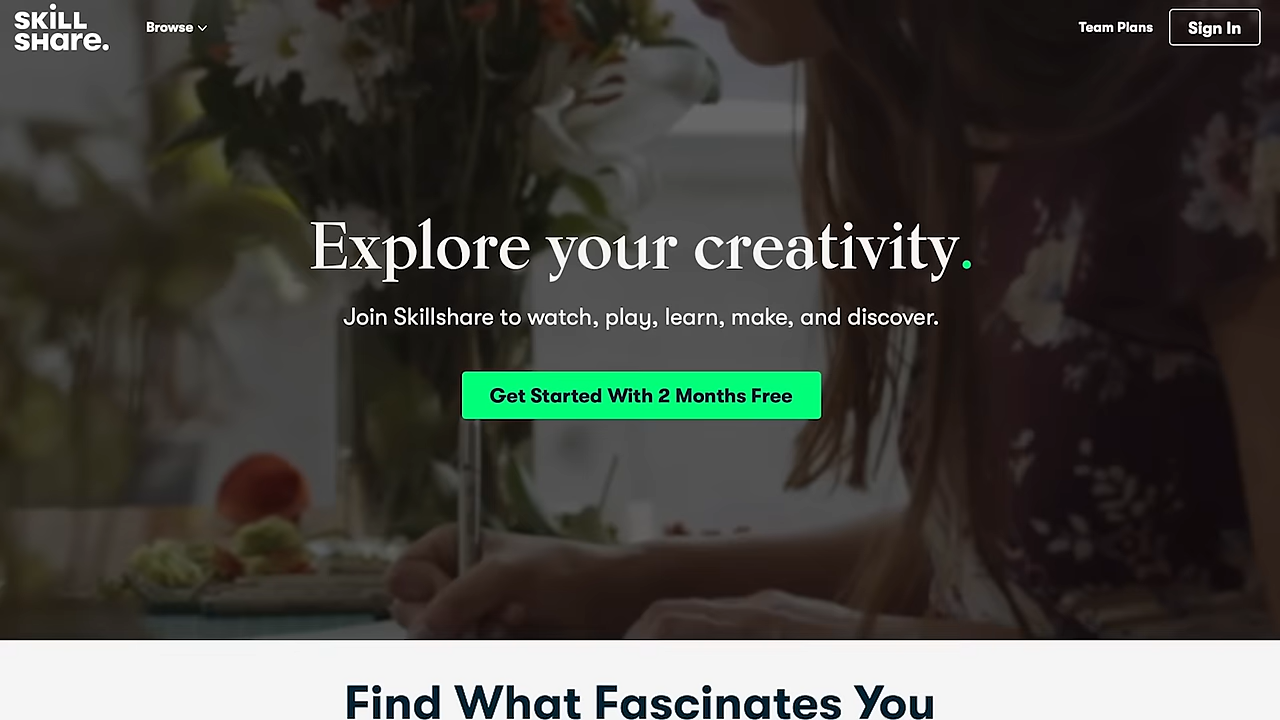 SKILL
SHare.
Browse
Team Plans
Sign In
Explore your creativity.
Join Skillshare to watch, play, learn, make, and discover.
Get Started With 2 Months Free
Find What Fascinates You